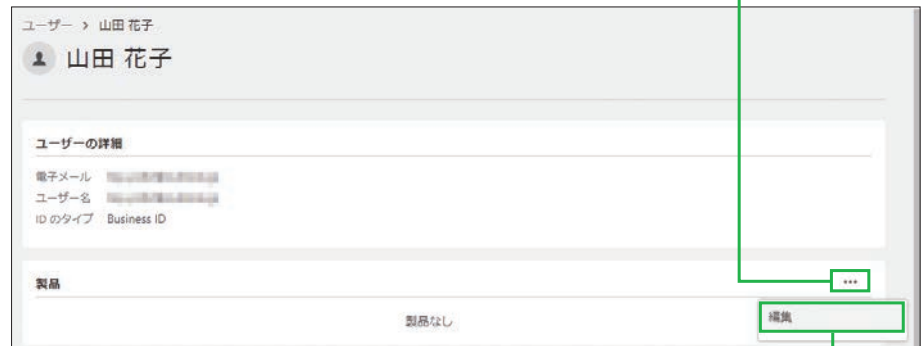 ユーザー > 山田 花子
山田 花子
ユーザーの詳細
電子メール
ユーザー名
ID のタイプ Business ID
製品
製品なし
編集